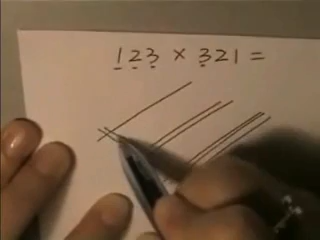 123 × 321 =